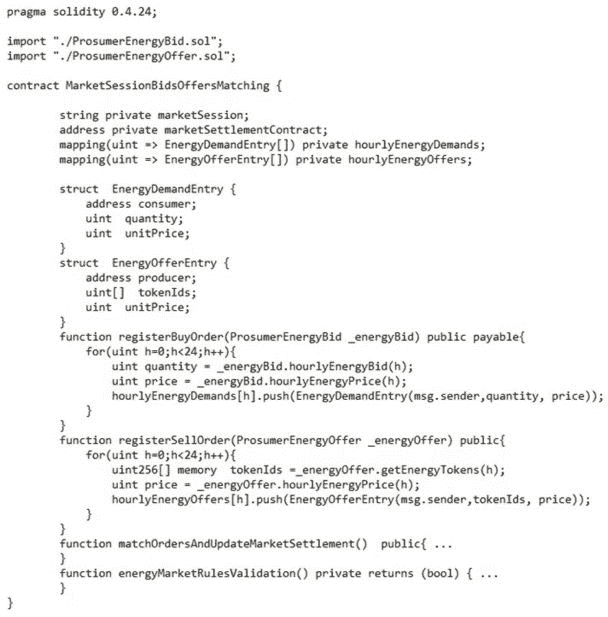 pragma solidity 0.4.24;

import "./ProsumerEnergyBid.sol";
import "./ProsumerEnergyOffer.sol";

contract MarketSessionBidsOffersMatching {

        string private marketSession;
        address private marketSettlementContract;
        mapping(uint => EnergyDemandEntry[]) private hourlyEnergyDemands;
        mapping(uint => EnergyOfferEntry[]) private hourlyEnergyOffers;

        struct  EnergyDemandEntry {
            address consumer;
            uint  quantity;
            uint  unitPrice;
        }
        struct  EnergyOfferEntry {
            address producer;
            uint[]  tokenIds;
            uint  unitPrice;
        }
        function registerBuyOrder(ProsumerEnergyBid _energyBid) public payable{
            for(uint h=0;h<24;h++){
                uint quantity = _energyBid.hourlyEnergyBid(h);
                uint price = _energyBid.hourlyEnergyPrice(h);
                hourlyEnergyDemands[h].push(EnergyDemandEntry(msg.sender,quantity, price));
            }
        }
        function registerSellOrder(ProsumerEnergyOffer _energyOffer) public{
            for(uint h=0;h<24;h++){
                uint256[] memory  tokenIds =_energyOffer.getEnergyTokens(h);
                uint price = _energyOffer.hourlyEnergyPrice(h);
                hourlyEnergyOffers[h].push(EnergyOfferEntry(msg.sender,tokenIds, price));
            }
        }
        function matchOrdersAndUpdateMarketSettlement()  public{ ...
        }
        function energyMarketRulesValidation() private returns (bool) { ...
        }
}